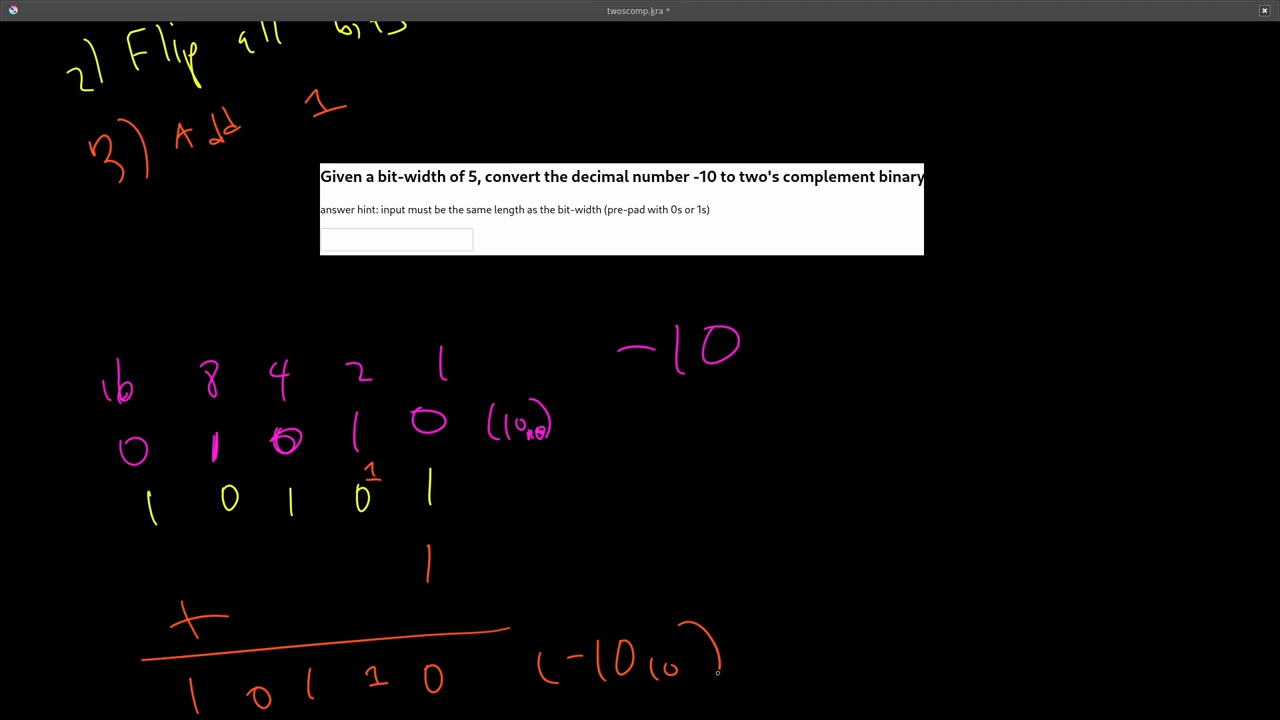 twoscomp.kra *
2) Flip all bits
3) Add 1
Given a bit-width of 5, convert the decimal number -10 to two's complement binary
answer hint: input must be the same length as the bit-width (pre-pad with 0s or 1s)
-10
16 8 4 2 1
0 1 0 1 0 (10₁₀)
1
1 0 1 0 1
1
+
1 0 1 1 0 (-10₁₀)